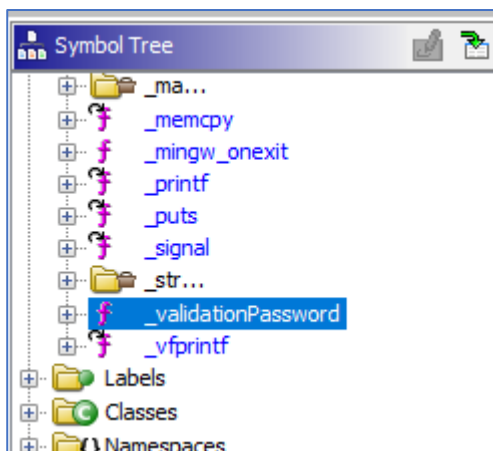 Symbol Tree
_ma...
_memcpy
_mingw_onexit
_printf
_puts
_signal
_str...
_validationPassword
_vfprintf
Labels
Classes
Namespaces